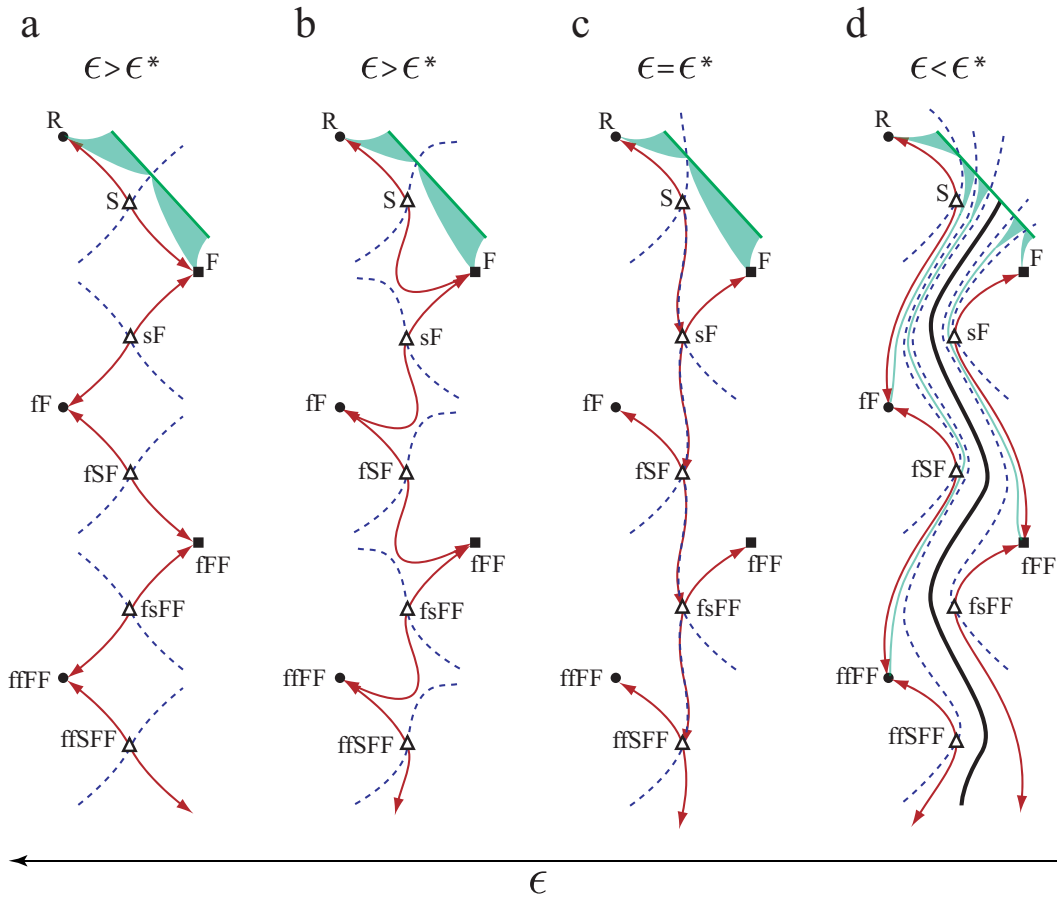 a b c d
ϵ > ϵ* ϵ > ϵ* ϵ = ϵ* ϵ < ϵ*
R R R R
S S S S
F F F F
sF sF sF sF
fF fF fF fF
fSF fSF fSF fSF
fFF fFF fFF fFF
fsFF fsFF fsFF fsFF
ffFF ffFF ffFF ffFF
ffSFF ffSFF ffSFF ffSFF
ϵ